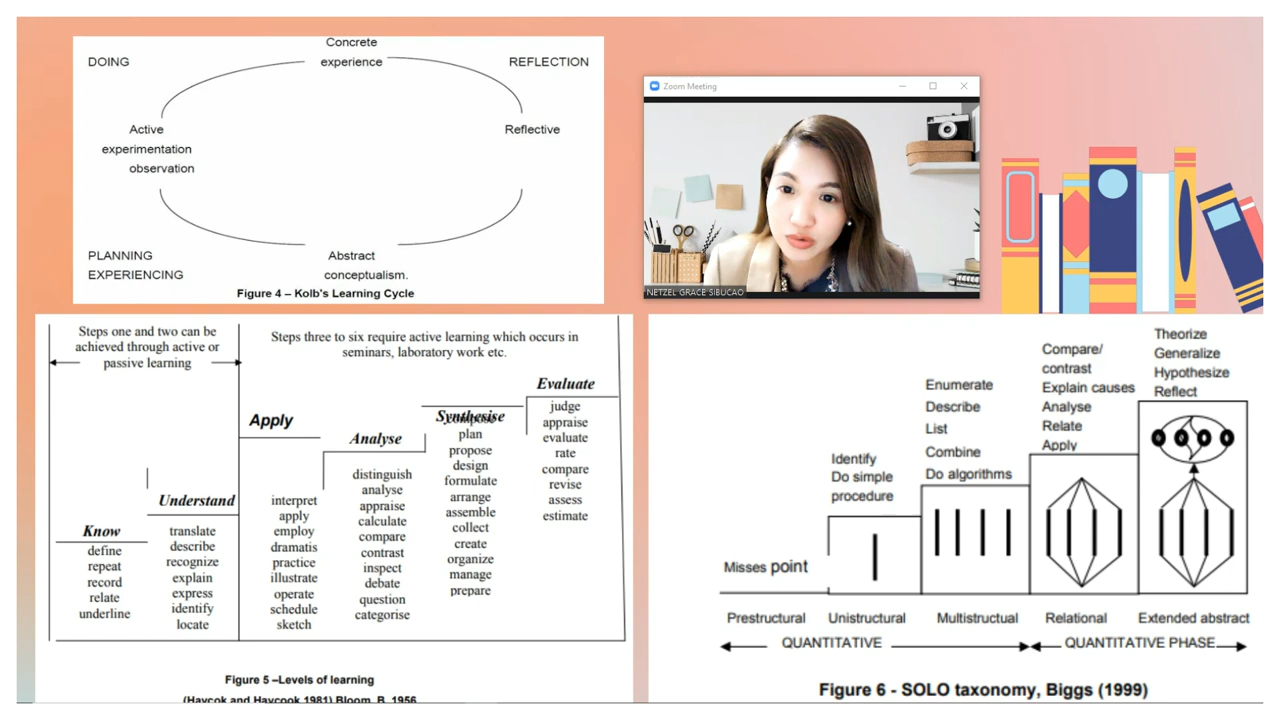 DOING
Concrete
experience
REFLECTION
Active
experimentation
observation
Reflective
PLANNING
EXPERIENCING
Abstract
conceptualism.
Figure 4 – Kolb's Learning Cycle
Zoom Meeting
NETZEL GRACE SIBUCAO
Steps one and two can be
achieved through active or
passive learning
Steps three to six require active learning which occurs in
seminars, laboratory work etc.
Know
define
repeat
record
relate
underline
Understand
translate
describe
recognize
explain
express
identify
locate
Apply
interpret
apply
employ
dramatis
practice
illustrate
operate
schedule
sketch
Analyse
distinguish
analyse
appraise
calculate
compare
contrast
inspect
debate
question
categorise
Synthesise
compose
plan
propose
design
formulate
arrange
assemble
collect
create
organize
manage
prepare
Evaluate
judge
appraise
evaluate
rate
compare
revise
assess
estimate
Figure 5 –Levels of learning
(Haycok and Haycook 1981) Bloom, B, 1956
Misses point
Identify
Do simple
procedure
Enumerate
Describe
List
Combine
Do algorithms
Compare/
contrast
Explain causes
Analyse
Relate
Apply
Theorize
Generalize
Hypothesize
Reflect
Prestructural
Unistructural
Multistructual
Relational
Extended abstract
QUANTITATIVE
QUANTITATIVE PHASE
Figure 6 - SOLO taxonomy, Biggs (1999)